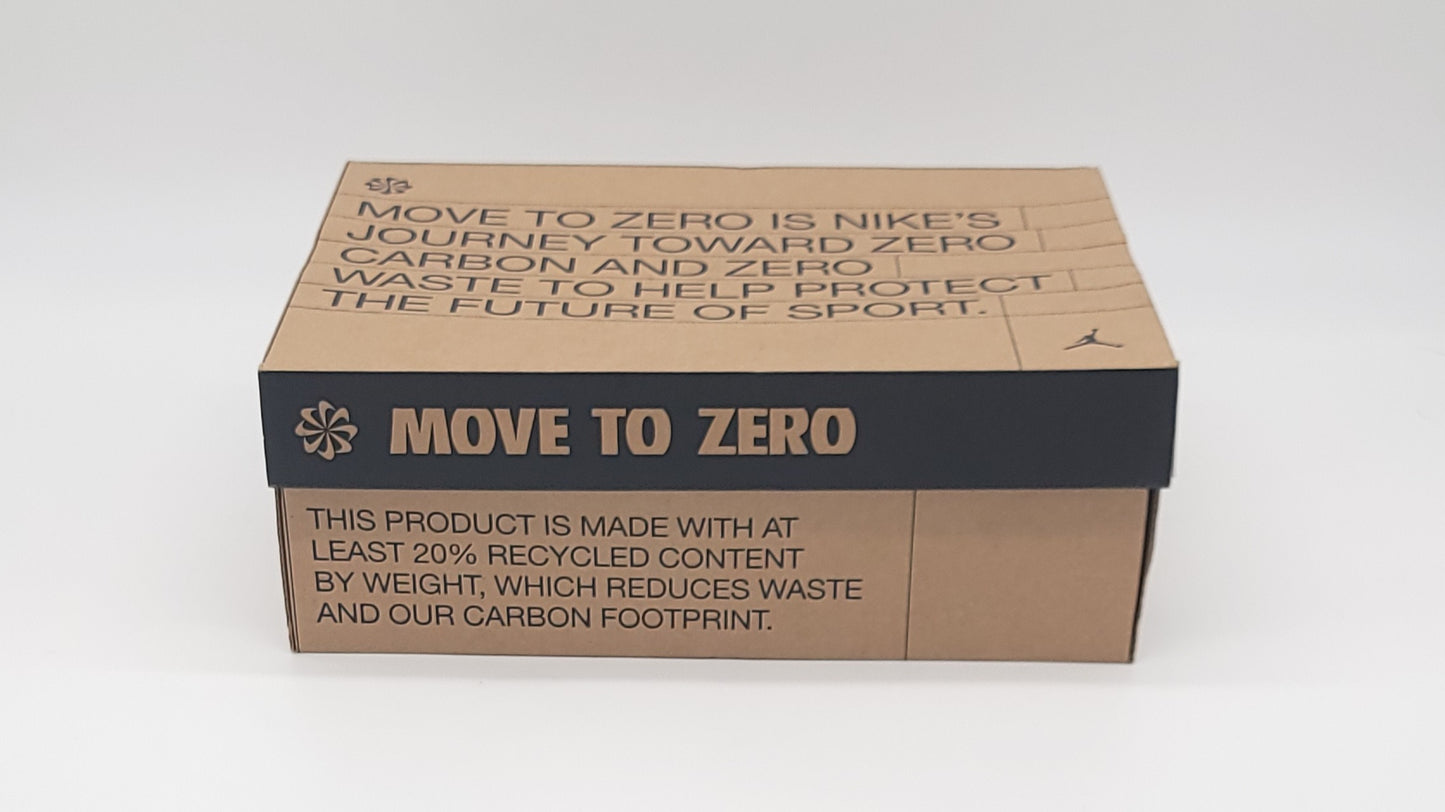 MOVE TO ZERO IS NIKE'S
JOURNEY TOWARD ZERO
CARBON AND ZERO
WASTE TO HELP PROTECT
THE FUTURE OF SPORT.
MOVE TO ZERO
THIS PRODUCT IS MADE WITH AT
LEAST 20% RECYCLED CONTENT
BY WEIGHT, WHICH REDUCES WASTE
AND OUR CARBON FOOTPRINT.